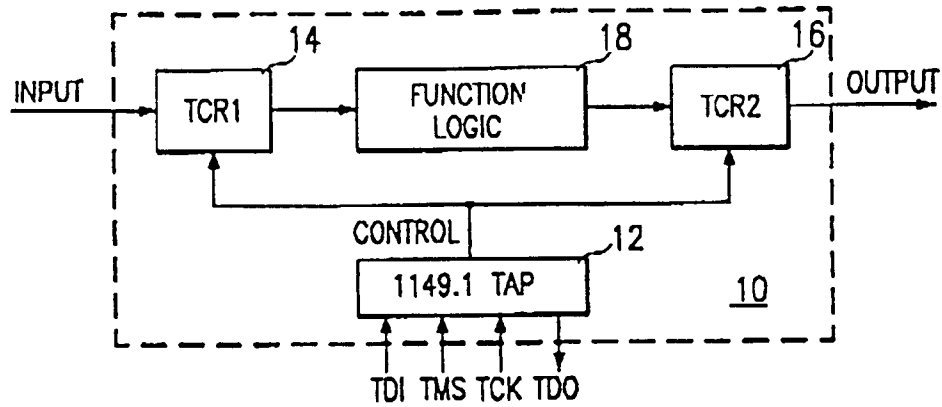 14
18
16
INPUT
TCR1
FUNCTION
LOGIC
TCR2
OUTPUT
CONTROL
12
1149.1 TAP
10
TDI TMS TCK TDO